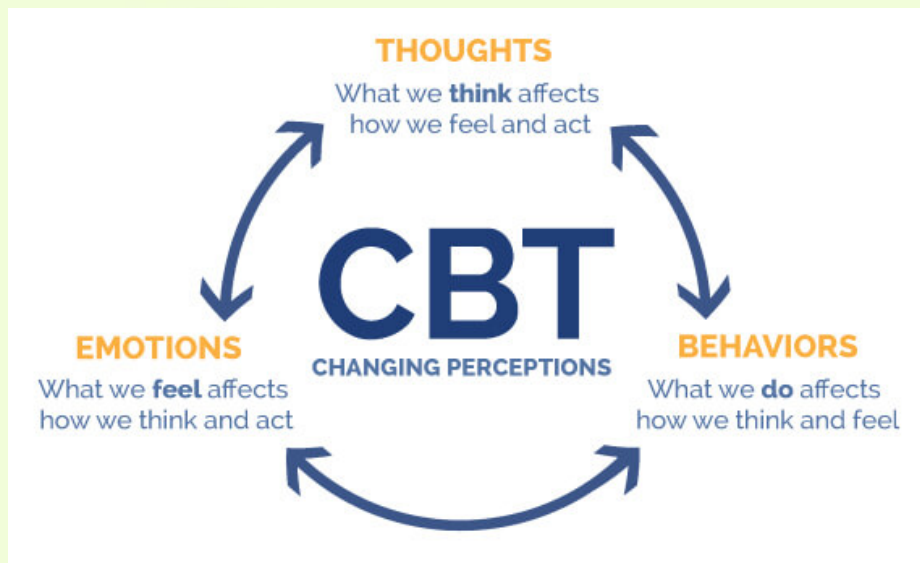 THOUGHTS
What we think affects
how we feel and act
CBT
CHANGING PERCEPTIONS
EMOTIONS
What we feel affects
how we think and act
BEHAVIORS
What we do affects
how we think and feel